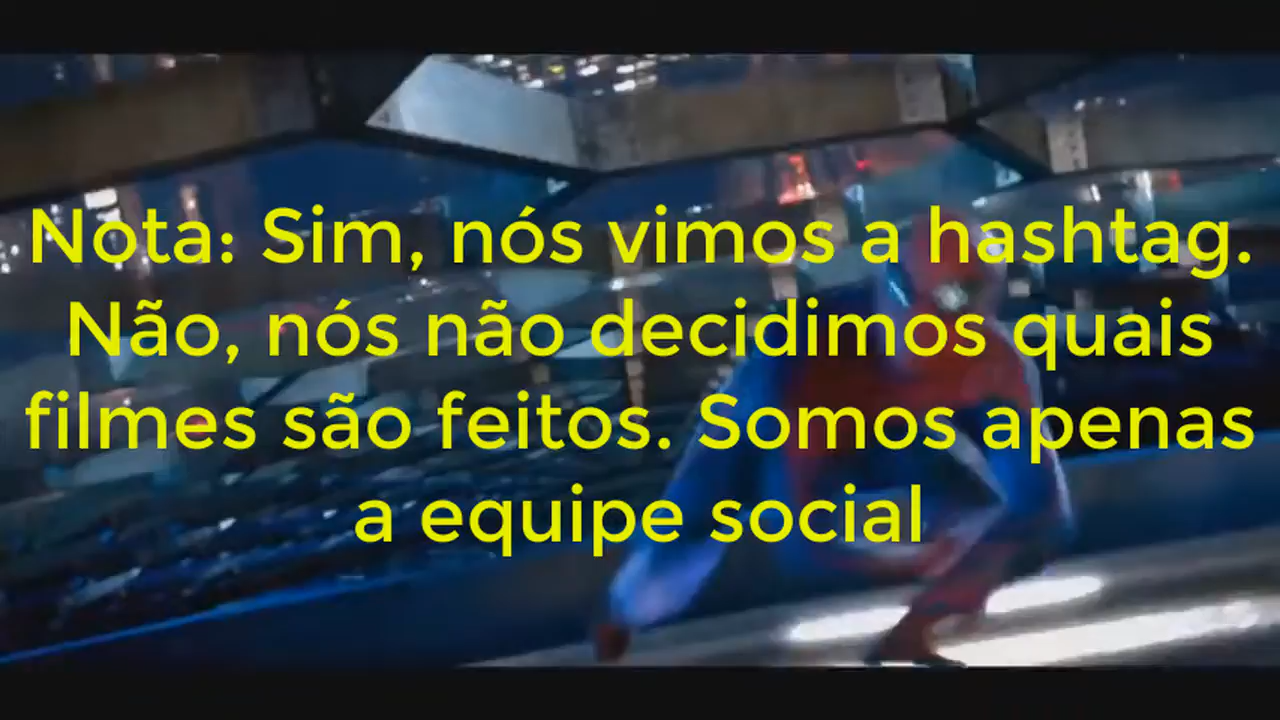 Nota: Sim, nós vimos a hashtag.
Não, nós não decidimos quais
filmes são feitos. Somos apenas
a equipe social